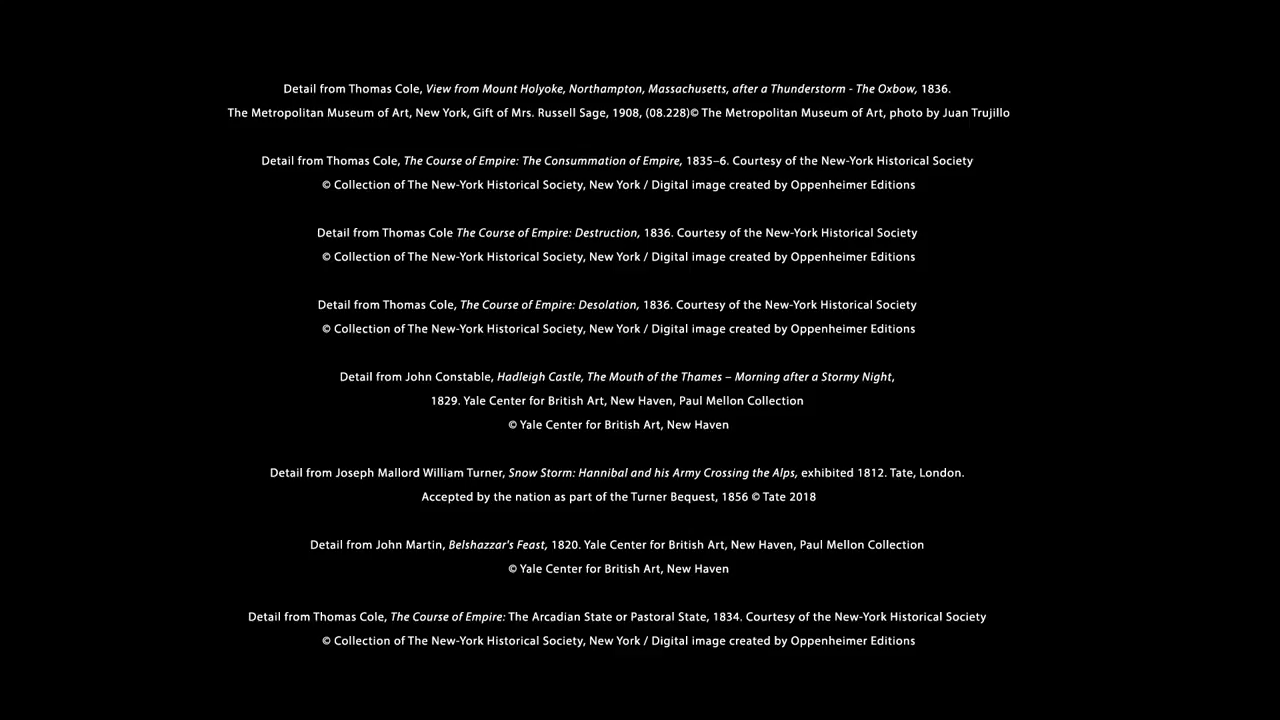 Detail from Thomas Cole, View from Mount Holyoke, Northampton, Massachusetts, after a Thunderstorm - The Oxbow, 1836.
The Metropolitan Museum of Art, New York, Gift of Mrs. Russell Sage, 1908, (08.228)© The Metropolitan Museum of Art, photo by Juan Trujillo
Detail from Thomas Cole, The Course of Empire: The Consummation of Empire, 1835–6. Courtesy of the New-York Historical Society
© Collection of The New-York Historical Society, New York / Digital image created by Oppenheimer Editions
Detail from Thomas Cole The Course of Empire: Destruction, 1836. Courtesy of the New-York Historical Society
© Collection of The New-York Historical Society, New York / Digital image created by Oppenheimer Editions
Detail from Thomas Cole, The Course of Empire: Desolation, 1836. Courtesy of the New-York Historical Society
© Collection of The New-York Historical Society, New York / Digital image created by Oppenheimer Editions
Detail from John Constable, Hadleigh Castle, The Mouth of the Thames – Morning after a Stormy Night,
1829. Yale Center for British Art, New Haven, Paul Mellon Collection
© Yale Center for British Art, New Haven
Detail from Joseph Mallord William Turner, Snow Storm: Hannibal and his Army Crossing the Alps, exhibited 1812. Tate, London.
Accepted by the nation as part of the Turner Bequest, 1856 © Tate 2018
Detail from John Martin, Belshazzar's Feast, 1820. Yale Center for British Art, New Haven, Paul Mellon Collection
© Yale Center for British Art, New Haven
Detail from Thomas Cole, The Course of Empire: The Arcadian State or Pastoral State, 1834. Courtesy of the New-York Historical Society
© Collection of The New-York Historical Society, New York / Digital image created by Oppenheimer Editions